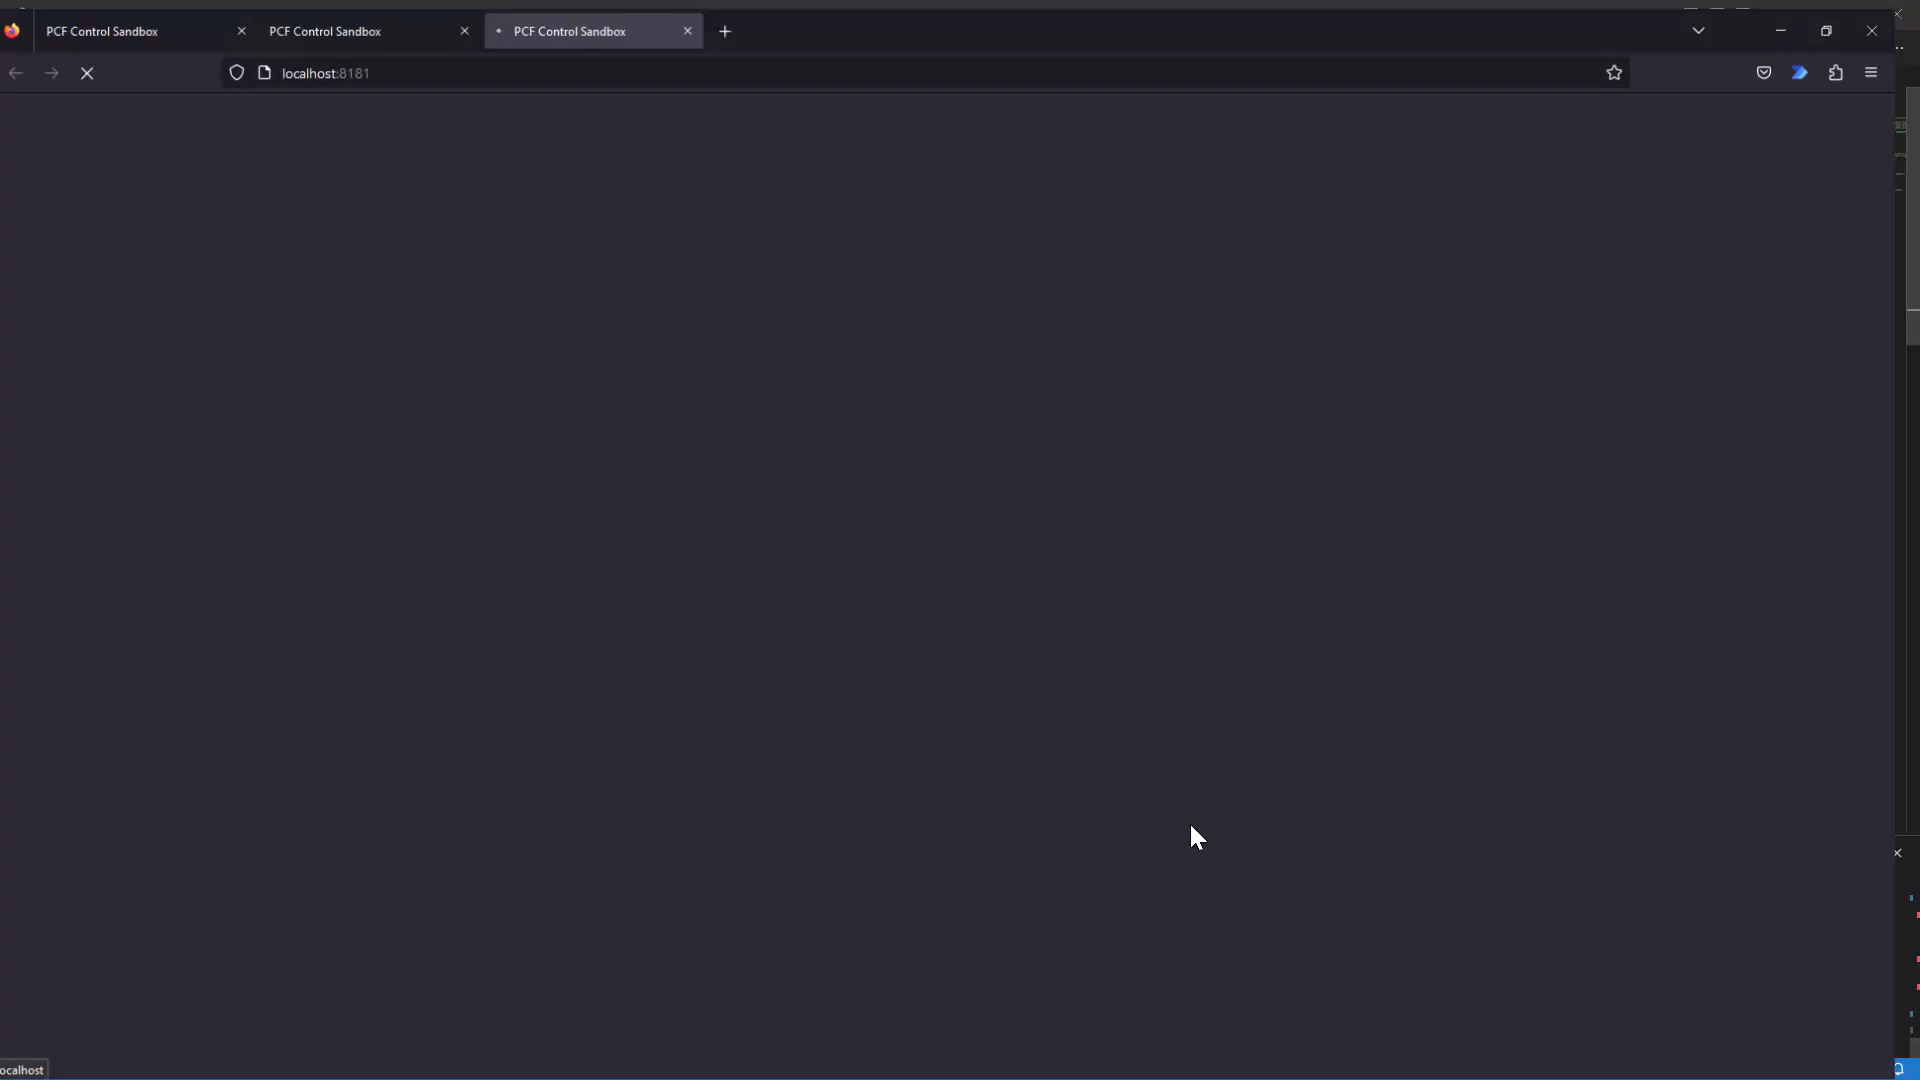 PCF Control Sandbox
PCF Control Sandbox
PCF Control Sandbox
localhost:8181
ocalhost